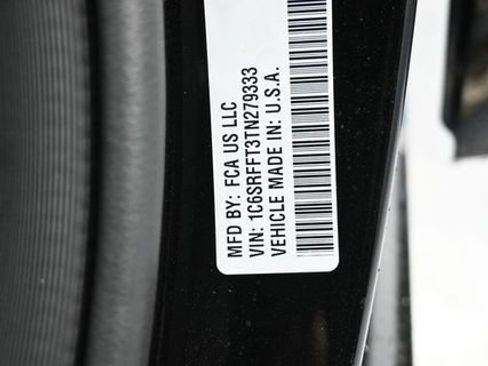 MFD BY: FCA US LLC
VIN: 1C6SRFFT3TN279333
VEHICLE MADE IN: U.S.A.